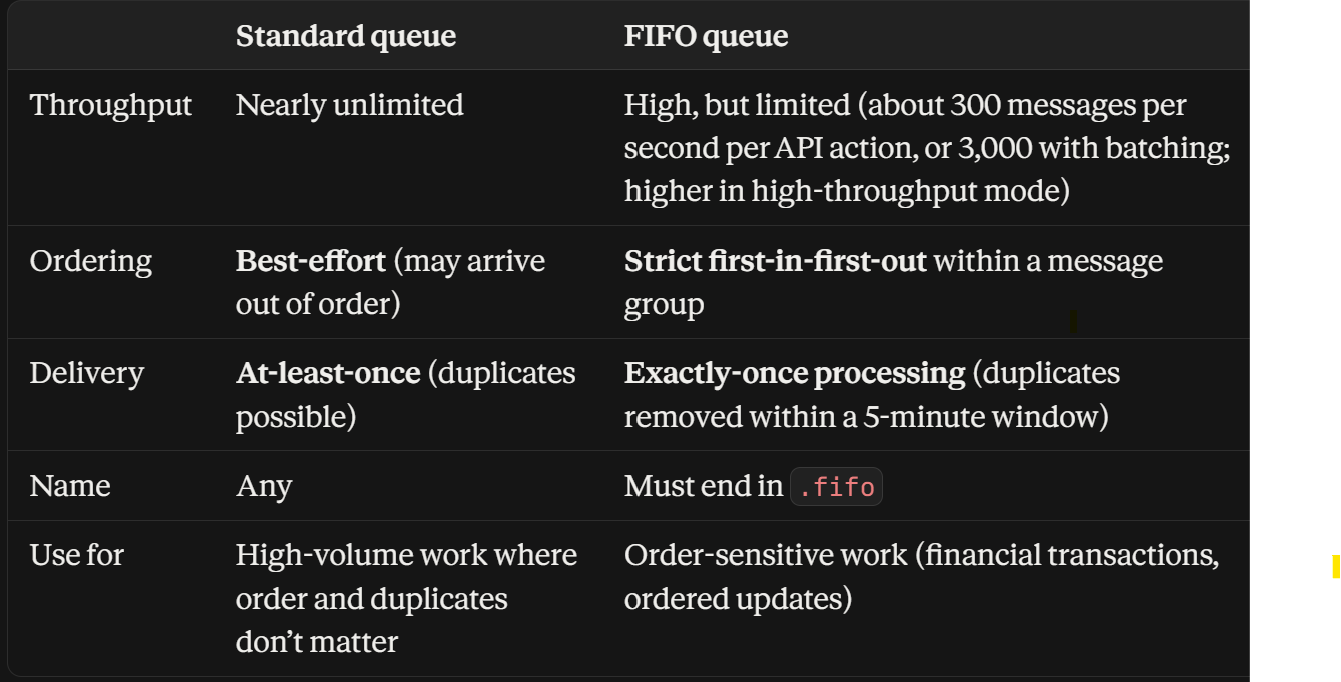 Standard queue FIFO queue
Throughput Nearly unlimited High, but limited (about 300 messages per
second per API action, or 3,000 with batching;
higher in high-throughput mode)
Ordering Best-effort (may arrive
out of order) Strict first-in-first-out within a message
group
Delivery At-least-once (duplicates
possible) Exactly-once processing (duplicates
removed within a 5-minute window)
Name Any Must end in .fifo
Use for High-volume work where
order and duplicates
don’t matter Order-sensitive work (financial transactions,
ordered updates)